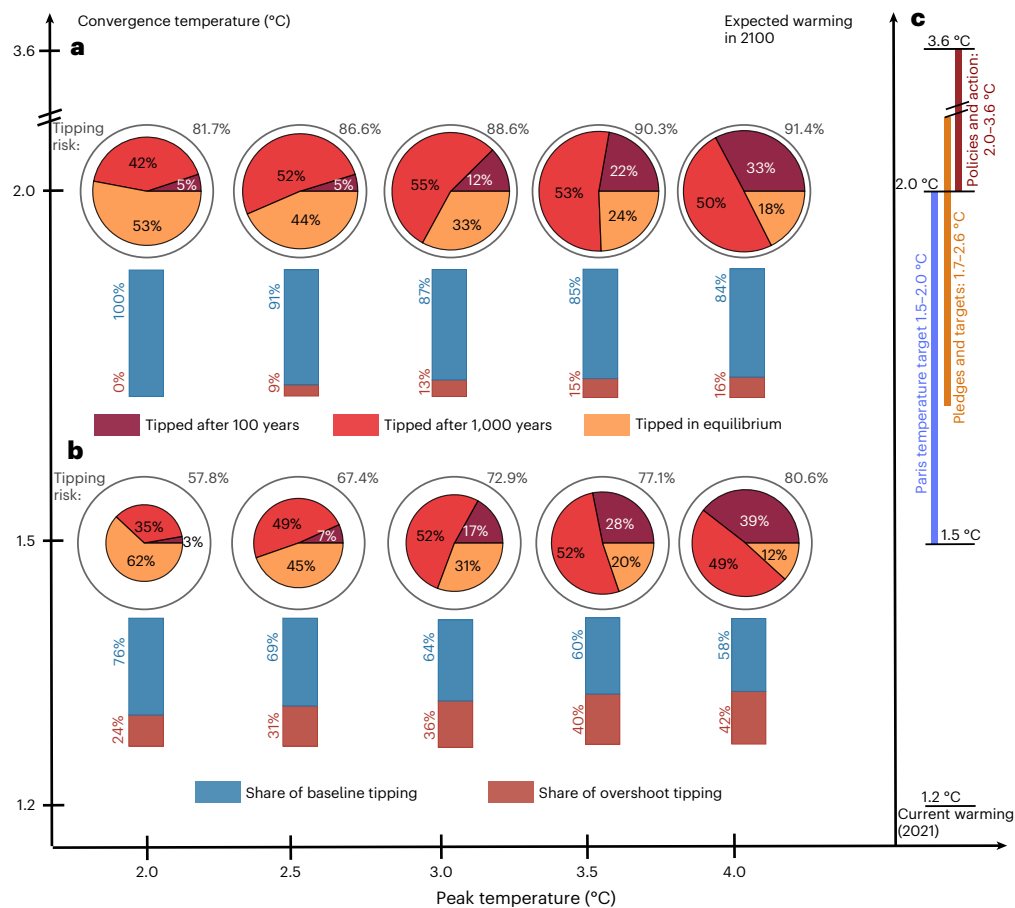 Convergence temperature (°C)
Expected warming
in 2100
a
3.6
Tipping
risk:
81.7%
86.6%
88.6%
90.3%
91.4%
2.0
42%
5%
53%
52%
5%
44%
55%
12%
33%
53%
22%
24%
50%
33%
18%
100%
0%
91%
9%
87%
13%
85%
15%
84%
16%
Tipped after 100 years
Tipped after 1,000 years
Tipped in equilibrium
b
Tipping
risk:
57.8%
67.4%
72.9%
77.1%
80.6%
1.5
35%
3%
62%
49%
7%
45%
52%
17%
31%
52%
28%
20%
49%
39%
12%
76%
24%
69%
31%
64%
36%
60%
40%
58%
42%
Share of baseline tipping
Share of overshoot tipping
1.2
2.0
2.5
3.0
3.5
4.0
Peak temperature (°C)
c
3.6 °C
Policies and action:
2.0–3.6 °C
2.0 °C
Paris temperature target 1.5–2.0 °C
Pledges and targets: 1.7–2.6 °C
1.5 °C
1.2 °C
Current warming
(2021)